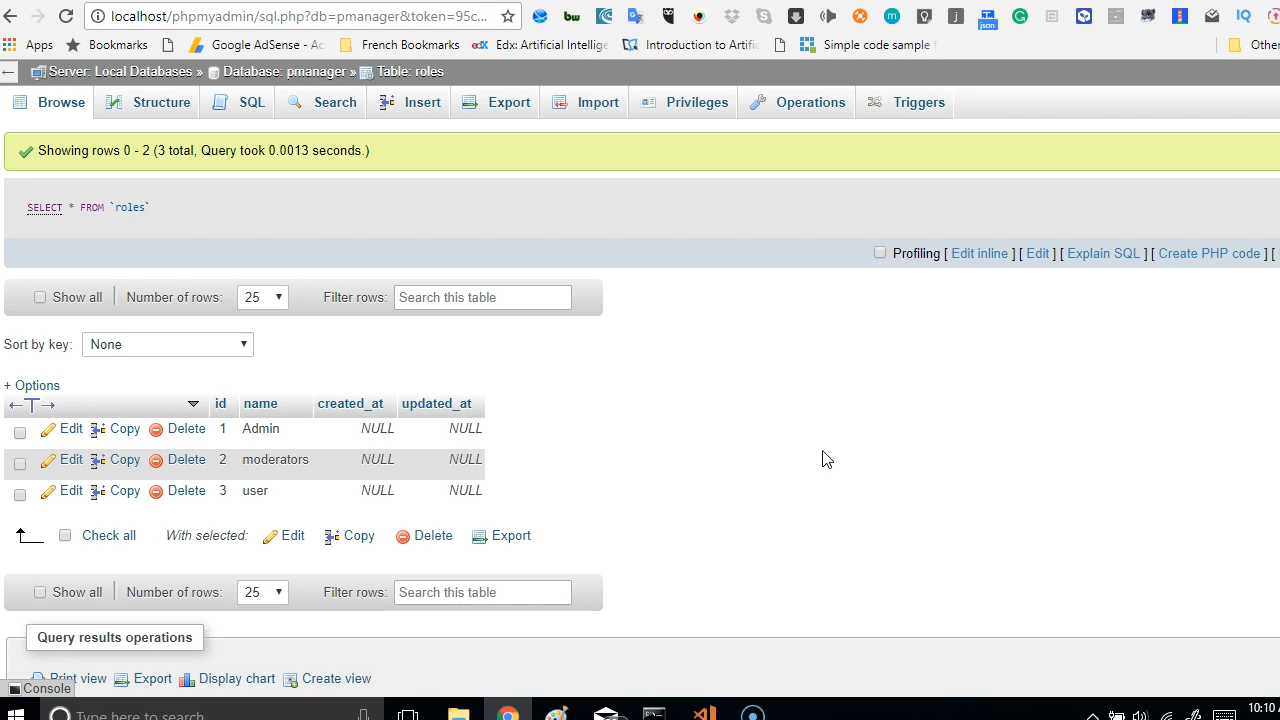 localhost/phpmyadmin/sql.php?db=pmanager&token=95c...
Apps Bookmarks Google AdSense - Ac French Bookmarks Edx: Artificial Intellige Introduction to Artific Simple code sample f Other
Server: Local Databases » Database: pmanager » Table: roles
Browse Structure SQL Search Insert Export Import Privileges Operations Triggers
Showing rows 0 - 2 (3 total, Query took 0.0013 seconds.)
SELECT * FROM `roles`
Profiling [ Edit inline ] [ Edit ] [ Explain SQL ] [ Create PHP code ] [
Show all Number of rows: 25 Filter rows: Search this table
Sort by key: None
+ Options
id name created_at updated_at
Edit Copy Delete 1 Admin NULL NULL
Edit Copy Delete 2 moderators NULL NULL
Edit Copy Delete 3 user NULL NULL
Check all With selected: Edit Copy Delete Export
Show all Number of rows: 25 Filter rows: Search this table
Query results operations
Print view Export Display chart Create view
Console
Type here to search 10:10